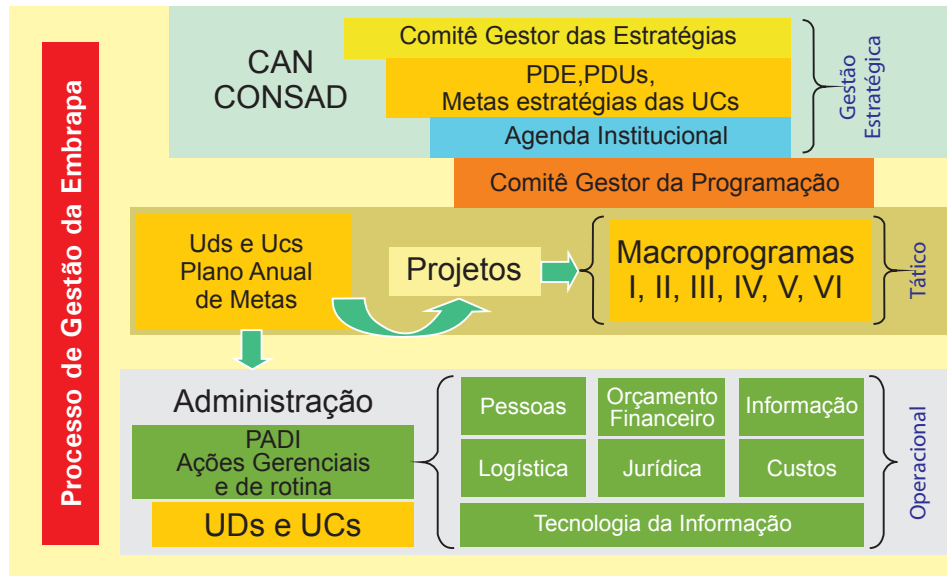 Processo de Gestão da Embrapa
CAN
CONSAD
Comitê Gestor das Estratégias
PDE,PDUs,
Metas estratégias das UCs
Agenda Institucional
Gestão
Estratégica
Comitê Gestor da Programação
Uds e Ucs
Plano Anual
de Metas
Projetos
Macroprogramas
I, II, III, IV, V, VI
Tático
Administração
PADI
Ações Gerenciais
e de rotina
UDs e UCs
Pessoas
Orçamento
Financeiro
Informação
Logística
Jurídica
Custos
Tecnologia da Informação
Operacional